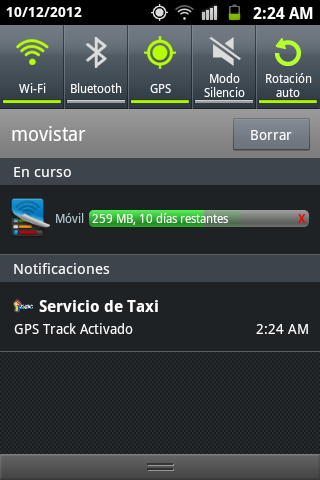 10/12/2012 2:24 AM
Wi-Fi Bluetooth GPS Modo Silencio Rotación auto
movistar Borrar
En curso
Móvil 259 MB, 10 días restantes X
Notificaciones
Servicio de Taxi
GPS Track Activado 2:24 AM